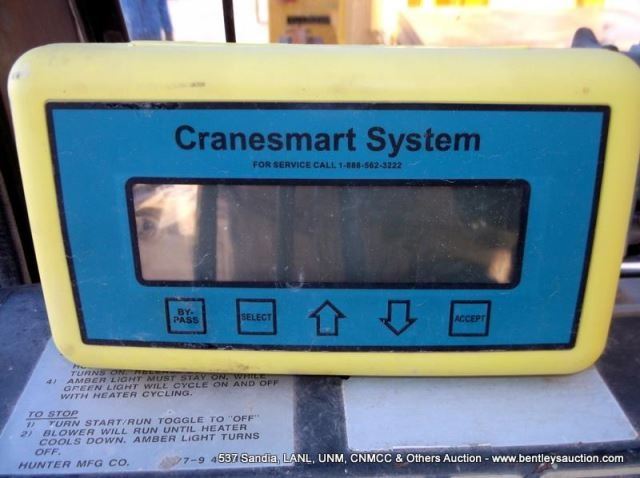 Cranesmart System
FOR SERVICE CALL 1-888-562-3222
BY-
PASS
SELECT
ACCEPT
TURNS ON.
4) AMBER LIGHT MUST STAY ON, WHILE
GREEN LIGHT WILL CYCLE ON AND OFF
WITH HEATER CYCLING.
TO STOP
1) TURN START/RUN TOGGLE TO "OFF"
2) BLOWER WILL RUN UNTIL HEATER
COOLS DOWN. AMBER LIGHT TURNS
OFF.
HUNTER MFG CO.
537 Sandia, LANL, UNM, CNMCC & Others Auction - www.bentleysauction.com